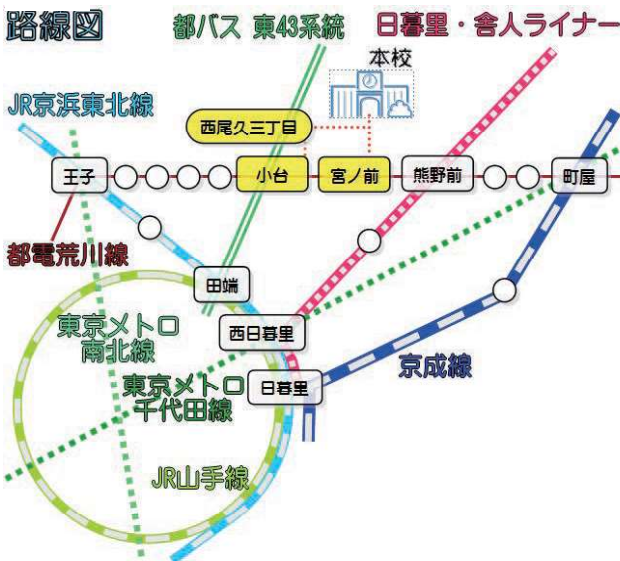 路線図
都バス 東43系統
日暮里・舎人ライナー
本校
JR京浜東北線
西尾久三丁目
王子
小台
宮ノ前
熊野前
町屋
都電荒川線
田端
東京メトロ
南北線
西日暮里
京成線
東京メトロ
千代田線
日暮里
JR山手線